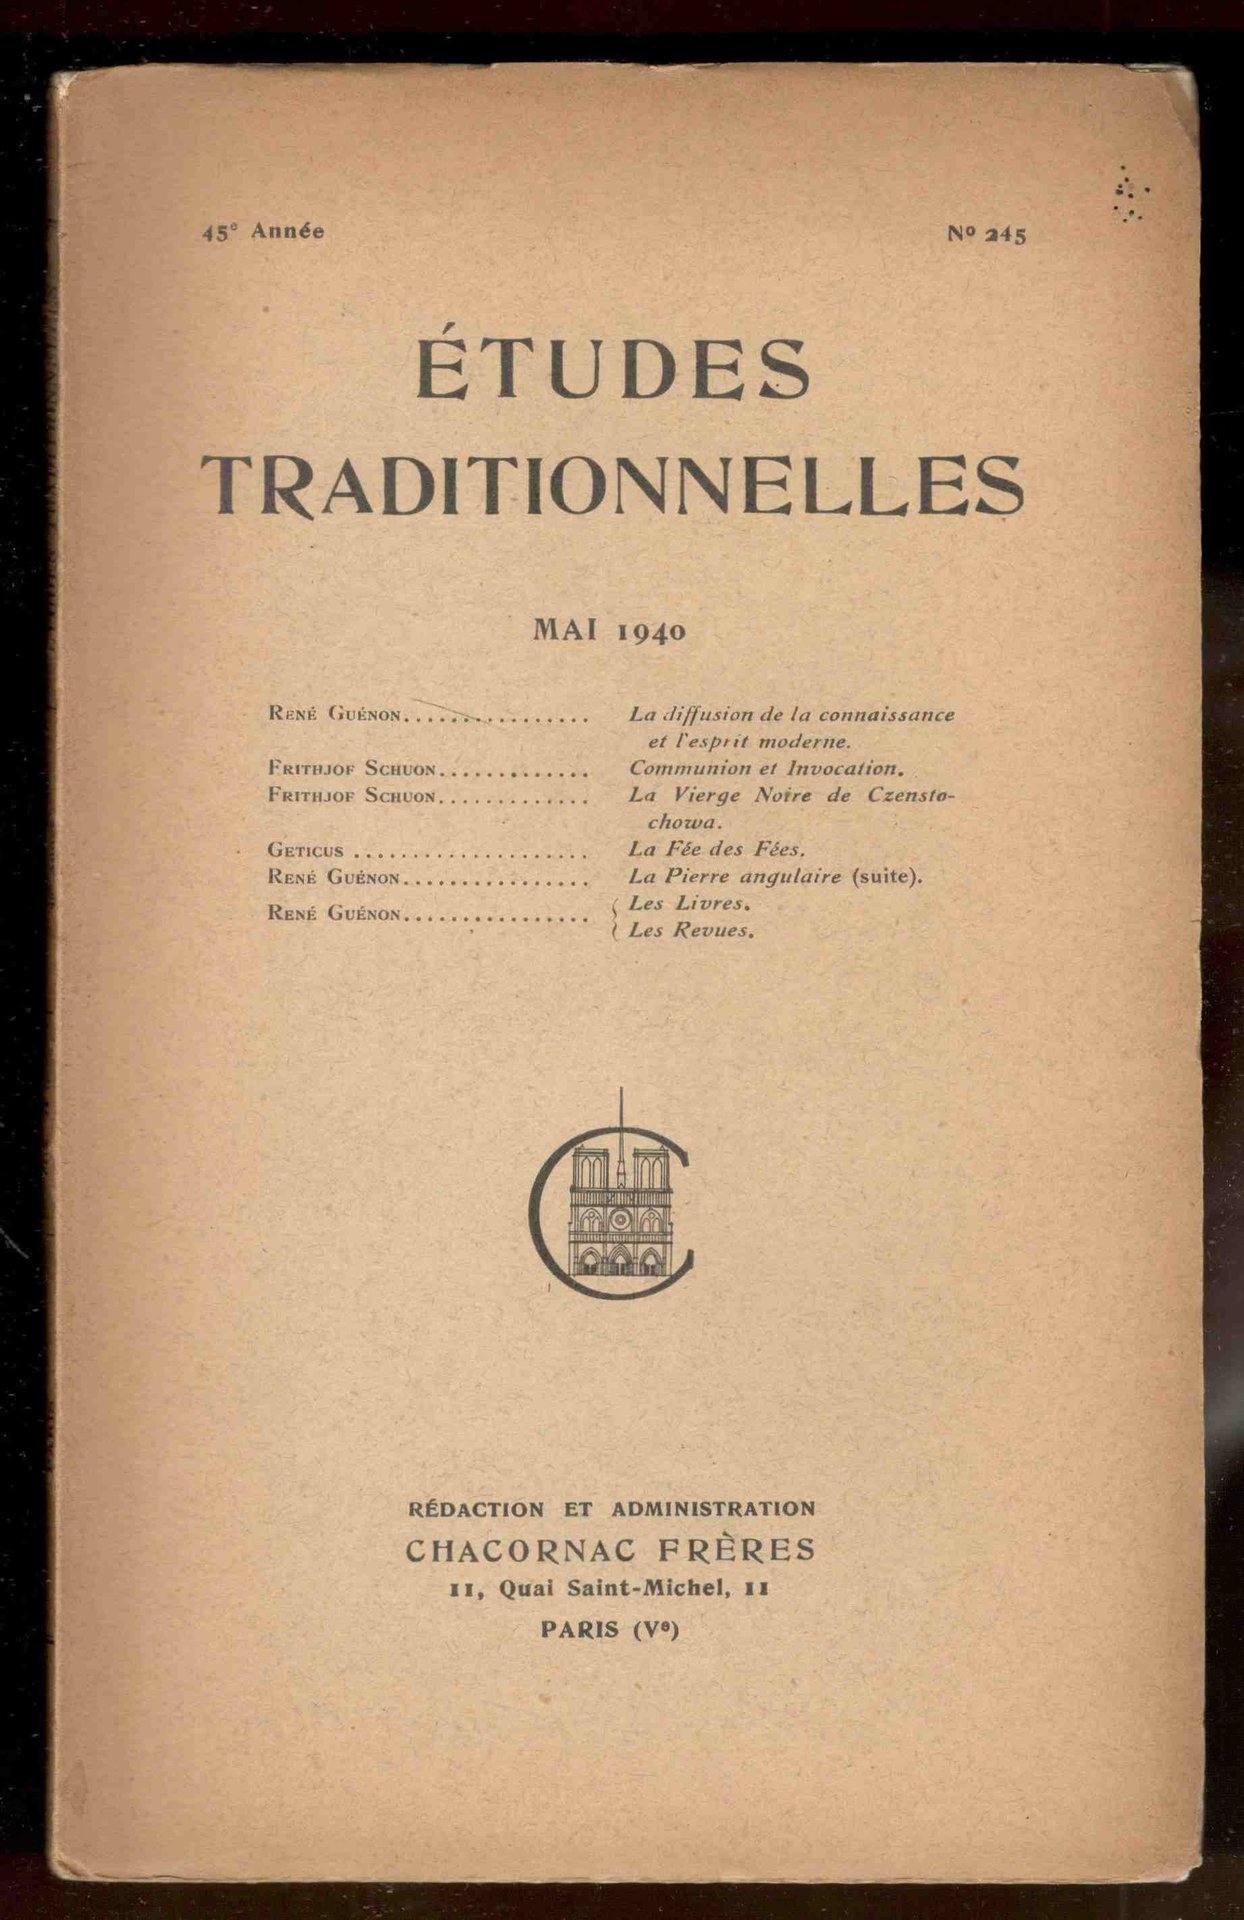 45e Année
No 245
ÉTUDES
TRADITIONNELLES
MAI 1940
René Guénon................ La diffusion de la connaissance
et l'esprit moderne.
Frithjof Schuon............. Communion et Invocation.
Frithjof Schuon............. La Vierge Noire de Czensto-
chowa.
Geticus .................... La Fée des Fées.
René Guénon................ La Pierre angulaire (suite).
René Guénon................ { Les Livres.
Les Revues.
C
RÉDACTION ET ADMINISTRATION
CHACORNAC FRÈRES
11, Quai Saint-Michel, 11
PARIS (Ve)